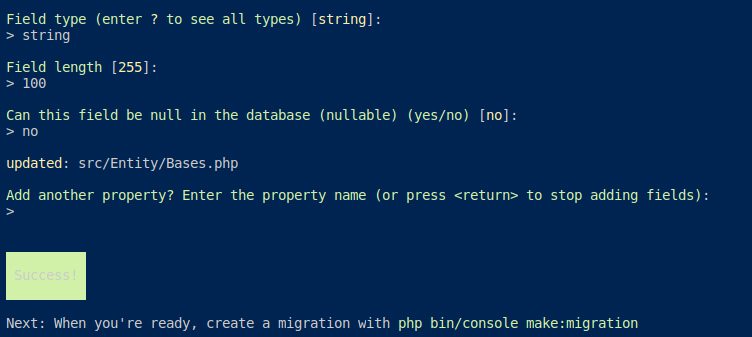 Field type (enter ? to see all types) [string]:
> string
Field length [255]:
> 100
Can this field be null in the database (nullable) (yes/no) [no]:
> no
updated: src/Entity/Bases.php
Add another property? Enter the property name (or press <return> to stop adding fields):
>
Success!
Next: When you're ready, create a migration with php bin/console make:migration